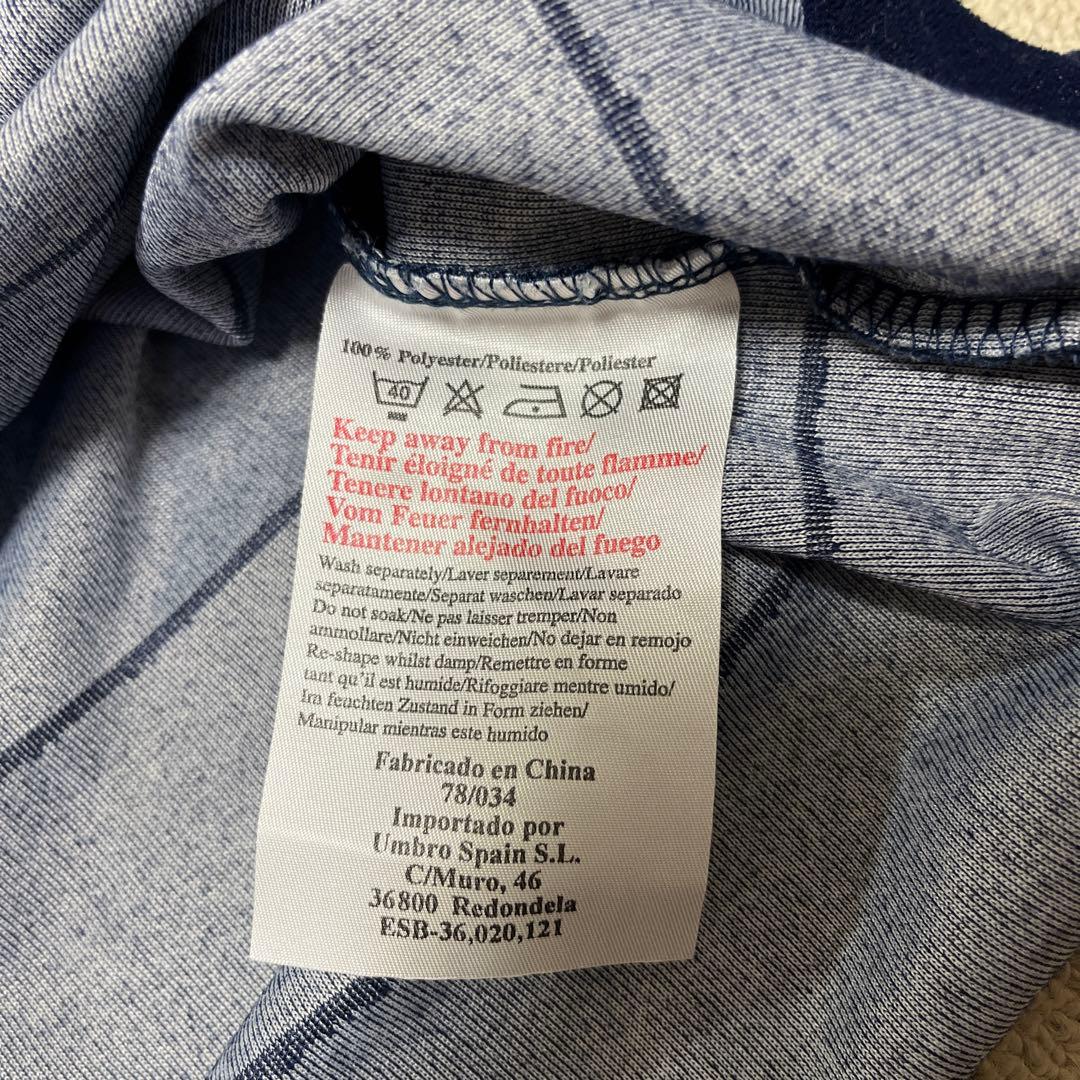 100% Polyester/Poliestere/Poliester
40
Keep away from fire/
Tenir éloigné de toute flamme/
Tenere lontano del fuoco/
Vom Feuer fernhalten/
Mantener alejado del fuego
Wash separately/Laver separement/Lavare
separatamente/Separat waschen/Lavar separado
Do not soak/Ne pas laisser tremper/Non
ammollare/Nicht einweichen/No dejar en remojo
Re-shape whilst damp/Remettre en forme
tant qu'il est humide/Rifoggiare mentre umido/
Im feuchten Zustand in Form ziehen/
Manipular mientras este humido
Fabricado en China
78/034
Importado por
Umbro Spain S.L.
C/Muro, 46
36800 Redondela
ESB-36,020,121